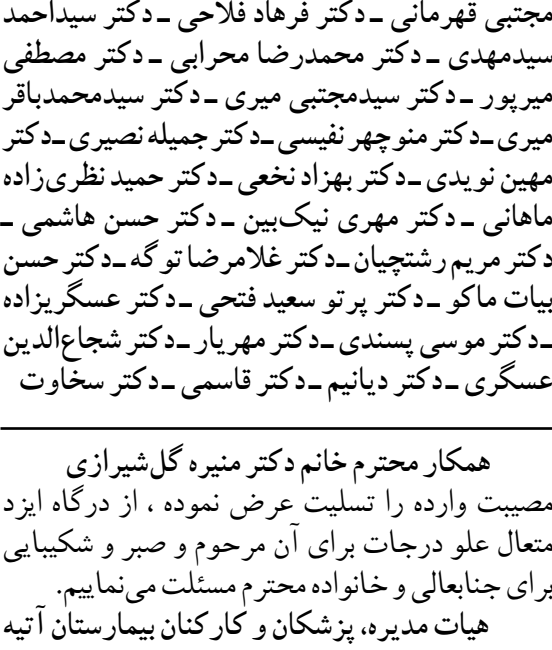 مجتبی قهرمانی ـ دکتر فرهاد فلاحی ـ دکتر سیداحمد
سیدمهدی ـ دکتر محمدرضا محرابی ـ دکتر مصطفی
میرپور ـ دکتر سیدمجتبی میری ـ دکتر سیدمحمدباقر
میری ـ دکتر منوچهر نفیسی ـ دکتر جمیله نصیری ـ دکتر
مهین نویدی ـ دکتر بهزاد نخعی ـ دکتر حمید نظری‌زاده
ماهانی ـ دکتر مهری نیک‌بین ـ دکتر حسن هاشمی ـ
دکتر مریم رشتچیان ـ دکتر غلامرضا توگه ـ دکتر حسن
بیات ماکو ـ دکتر پرتو سعید فتحی ـ دکتر عسگریزاده
ـ دکتر موسی پسندی ـ دکتر مهریار ـ دکتر شجاع‌الدین
عسگری ـ دکتر دیانیم ـ دکتر قاسمی ـ دکتر سخاوت
همکار محترم خانم دکتر منیره گل‌شیرازی
مصیبت وارده را تسلیت عرض نموده ، از درگاه ایزد
متعال علو درجات برای آن مرحوم و صبر و شکیبایی
برای جنابعالی و خانواده محترم مسئلت می‌نماییم.
هیات مدیره، پزشکان و کارکنان بیمارستان آتیه